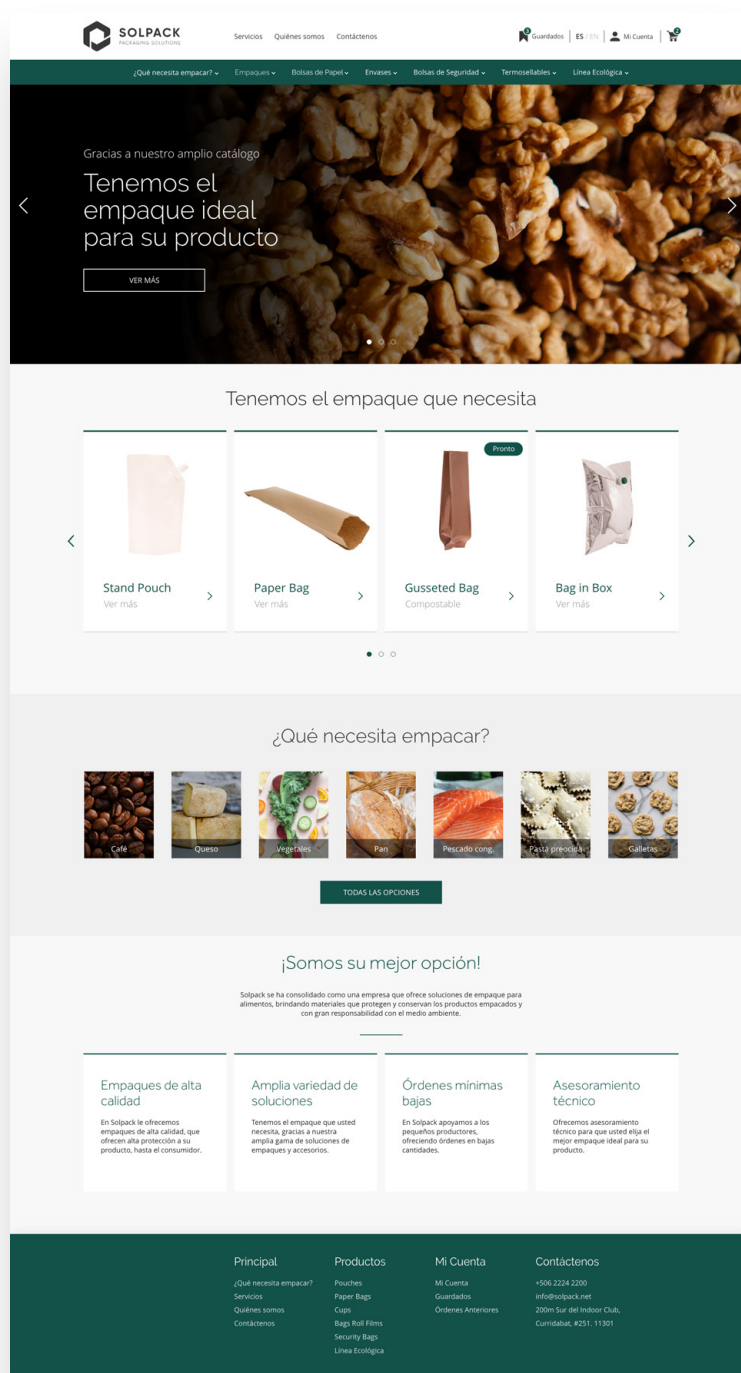 SOLPACK
PACKAGING SOLUTIONS
Servicios Quiénes somos Contáctenos
3 Guardados ES / EN Mi Cuenta 2
¿Qué necesita empacar? Empaques Bolsas de Papel Envases Bolsas de Seguridad Termosellables Línea Ecológica
Gracias a nuestro amplio catálogo
Tenemos el
empaque ideal
para su producto
VER MÁS
Tenemos el empaque que necesita
Pronto
Stand Pouch
Ver más
Paper Bag
Ver más
Gusseted Bag
Compostable
Bag in Box
Ver más
¿Qué necesita empacar?
Café
Queso
Vegetales
Pan
Pescado cong.
Pasta preocida
Galletas
TODAS LAS OPCIONES
¡Somos su mejor opción!
Solpack se ha consolidado como una empresa que ofrece soluciones de empaque para
alimentos, brindando materiales que protegen y conservan los productos empacados y
con gran responsabilidad con el medio ambiente.
Empaques de alta
calidad
En Solpack le ofrecemos
empaques de alta calidad, que
ofrecen alta protección a su
producto, hasta el consumidor.
Amplia variedad de
soluciones
Tenemos el empaque que usted
necesita, gracias a nuestra
amplia gama de soluciones de
empaques y accesorios.
Órdenes mínimas
bajas
En Solpack apoyamos a los
pequeños productores,
ofreciendo órdenes en bajas
cantidades.
Asesoramiento
técnico
Ofrecemos asesoramiento
técnico para que usted elija el
mejor empaque ideal para su
producto.
Principal
¿Qué necesita empacar?
Servicios
Quiénes somos
Contáctenos
Productos
Pouches
Paper Bags
Cups
Bags Roll Films
Security Bags
Línea Ecológica
Mi Cuenta
Mi Cuenta
Guardados
Órdenes Anteriores
Contáctenos
+506 2224 2200
info@solpack.net
200m Sur del Indoor Club,
Curridabat, #251. 11301